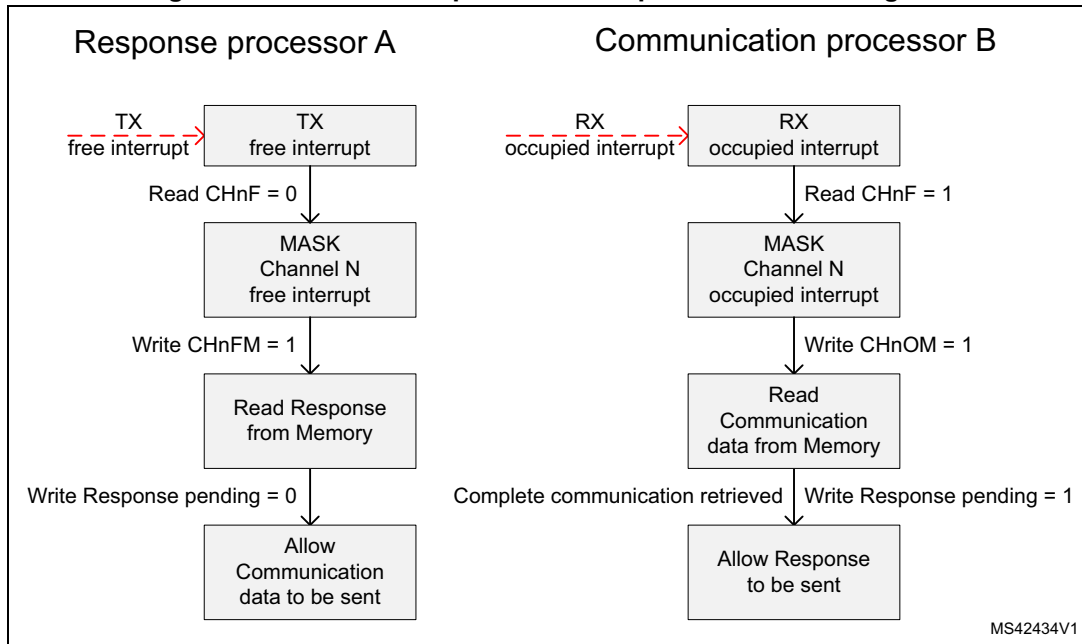 Response processor A
Communication processor B
TX
free interrupt
TX
free interrupt
RX
occupied interrupt
RX
occupied interrupt
Read CHnF = 0
Read CHnF = 1
MASK
Channel N
free interrupt
MASK
Channel N
occupied interrupt
Write CHnFM = 1
Write CHnOM = 1
Read Response
from Memory
Read
Communication
data from Memory
Write Response pending = 0
Complete communication retrieved
Write Response pending = 1
Allow
Communication
data to be sent
Allow Response
to be sent
MS42434V1